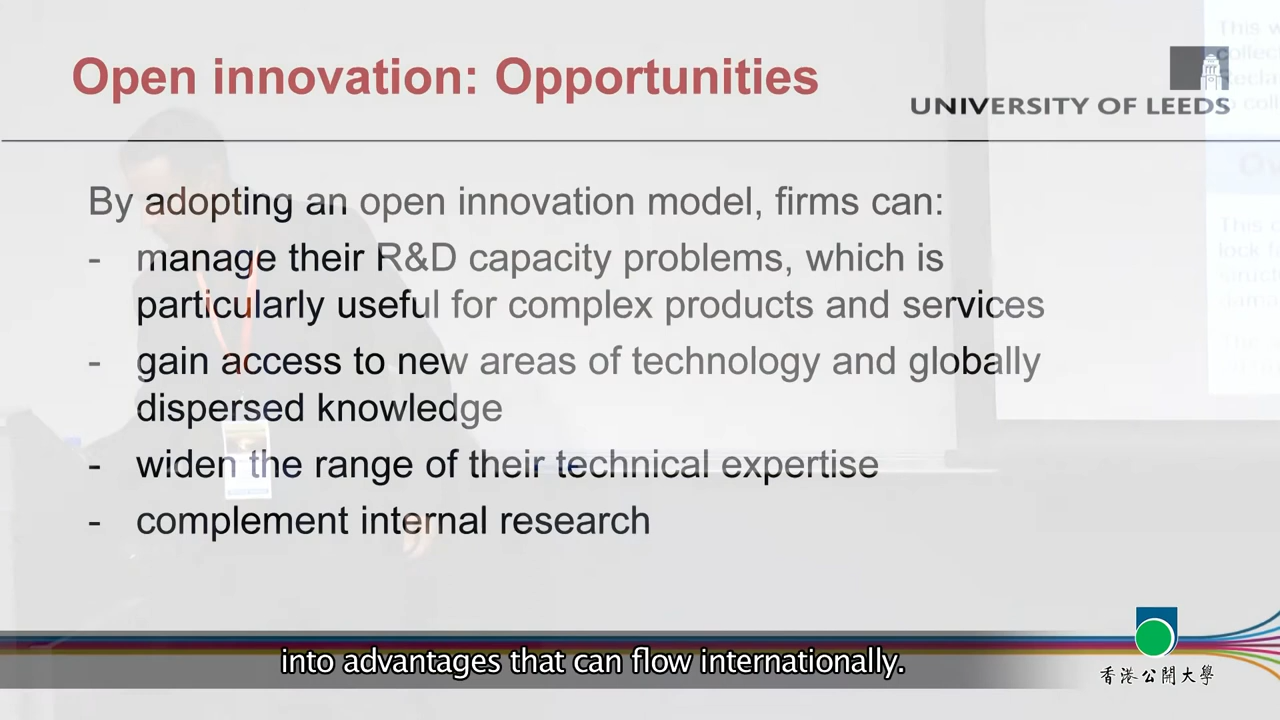 Open innovation: Opportunities
UNIVERSITY OF LEEDS
By adopting an open innovation model, firms can:
- manage their R&D capacity problems, which is
particularly useful for complex products and services
- gain access to new areas of technology and globally
dispersed knowledge
- widen the range of their technical expertise
- complement internal research
into advantages that can flow internationally.
香港公開大學